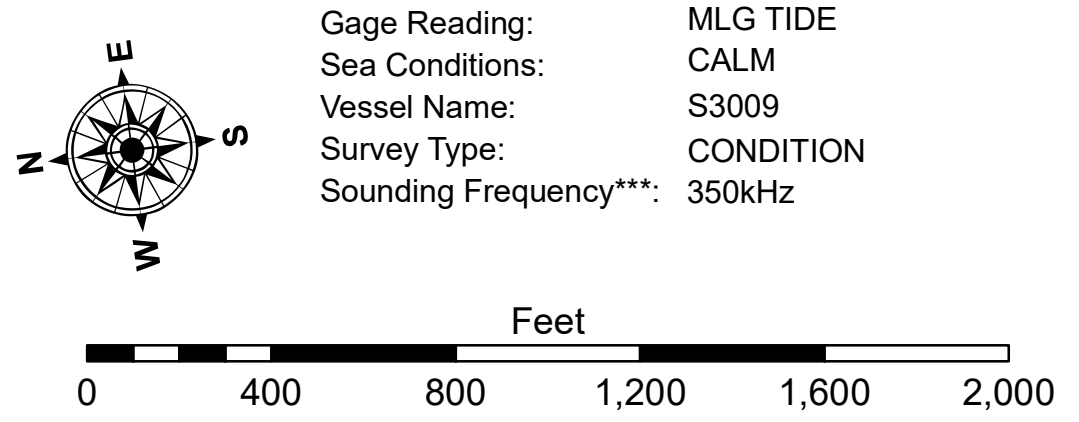 Gage Reading: MLG TIDE
Sea Conditions: CALM
Vessel Name: S3009
Survey Type: CONDITION
Sounding Frequency***: 350kHz
E
N
S
W
Feet
0 400 800 1,200 1,600 2,000